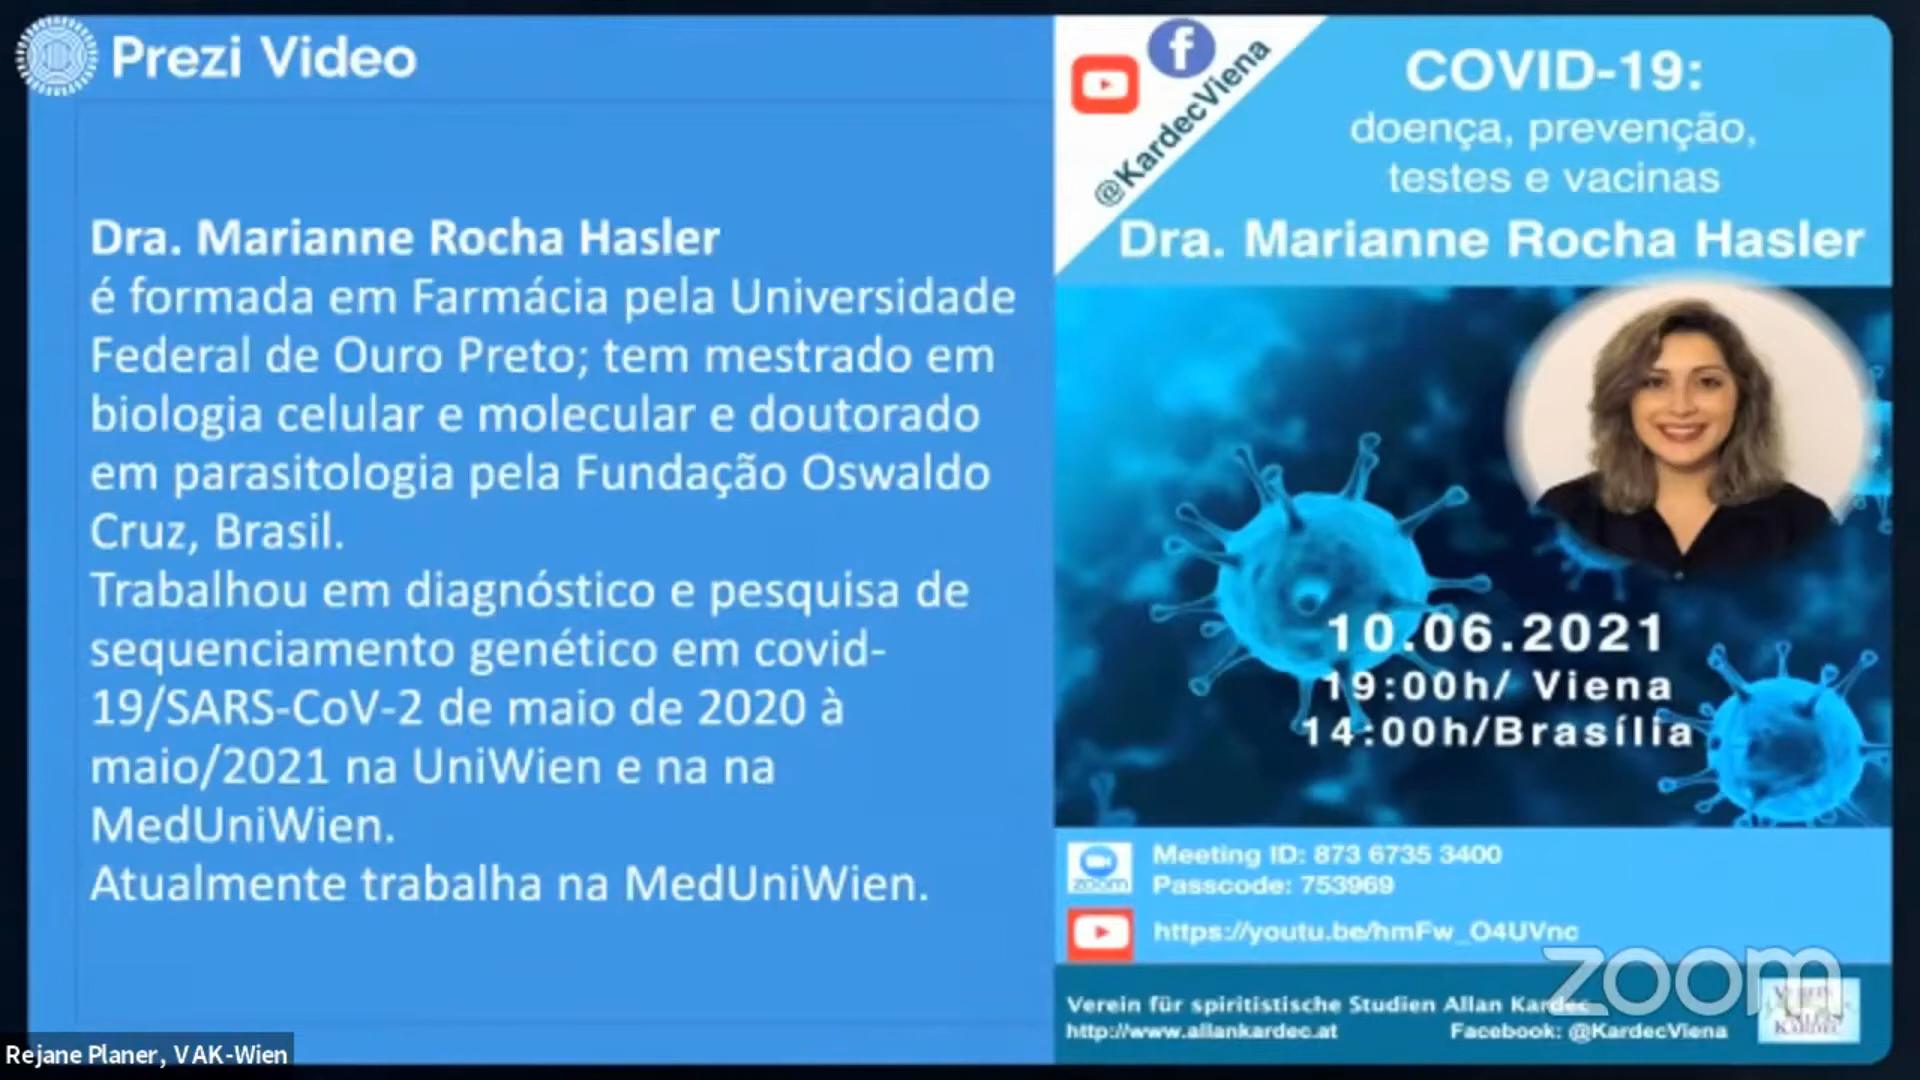 Prezi Video
Dra. Marianne Rocha Hasler
é formada em Farmácia pela Universidade
Federal de Ouro Preto; tem mestrado em
biologia celular e molecular e doutorado
em parasitologia pela Fundação Oswaldo
Cruz, Brasil.
Trabalhou em diagnóstico e pesquisa de
sequenciamento genético em covid-
19/SARS-CoV-2 de maio de 2020 à
maio/2021 na UniWien e na na
MedUniWien.
Atualmente trabalha na MedUniWien.
@KardecViena
COVID-19:
doença, prevenção,
testes e vacinas
Dra. Marianne Rocha Hasler
10.06.2021
19:00h/ Viena
14:00h/Brasília
zoom
Meeting ID: 873 6735 3400
Passcode: 753969
https://youtu.be/hmFw_O4UVnc
zoom
Verein für spiritistische Studien Allan Kardec
http://www.allankardec.at
Facebook: @KardecViena
Rejane Planer, VAK-Wien